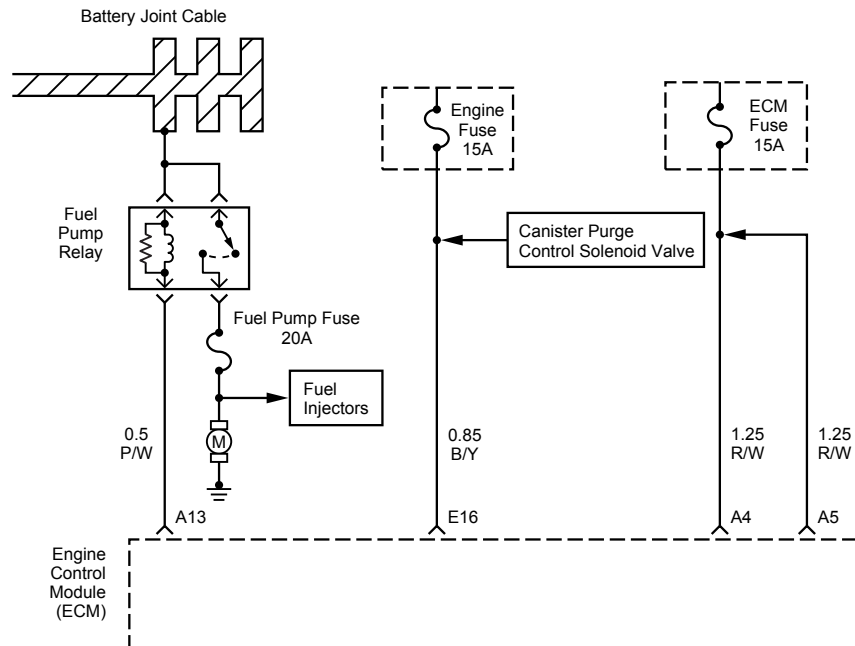 Battery Joint Cable
Engine
Fuse
15A
ECM
Fuse
15A
Fuel
Pump
Relay
Canister Purge
Control Solenoid Valve
Fuel Pump Fuse
20A
Fuel
Injectors
M
0.5
P/W
0.85
B/Y
1.25
R/W
1.25
R/W
A13
E16
A4
A5
Engine
Control
Module
(ECM)